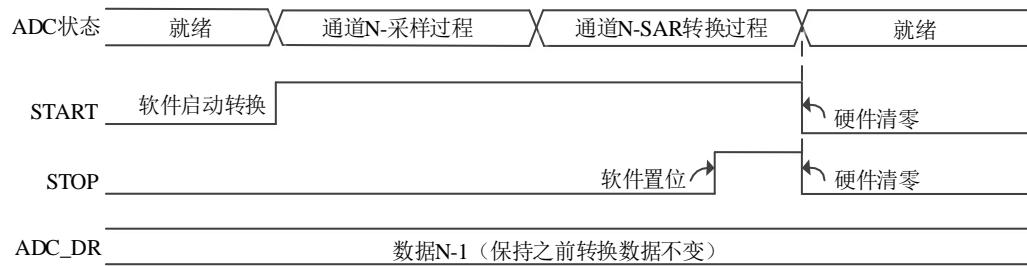 ADC状态 就绪 通道N-采样过程 通道N-SAR转换过程 就绪
START 软件启动转换 硬件清零
STOP 软件置位 硬件清零
ADC_DR 数据N-1（保持之前转换数据不变）